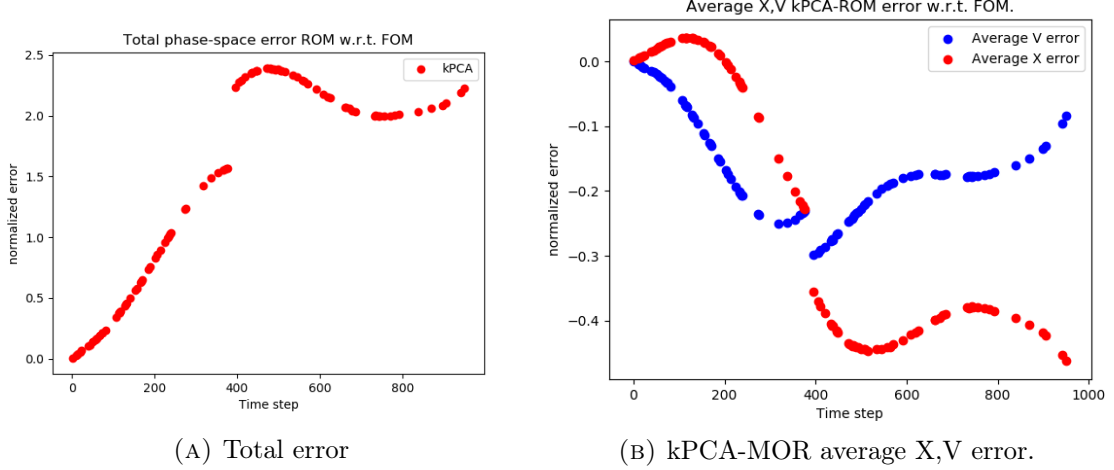 Total phase-space error ROM w.r.t. FOM
2.5
2.0
1.5
1.0
0.5
0.0
normalized error
kPCA
0
200
400
600
800
Time step
(A) Total error
Average X,V kPCA-ROM error w.r.t. FOM.
0.0
−0.1
−0.2
−0.3
−0.4
normalized error
Average V error
Average X error
0
200
400
600
800
1000
Time step
(B) kPCA-MOR average X,V error.